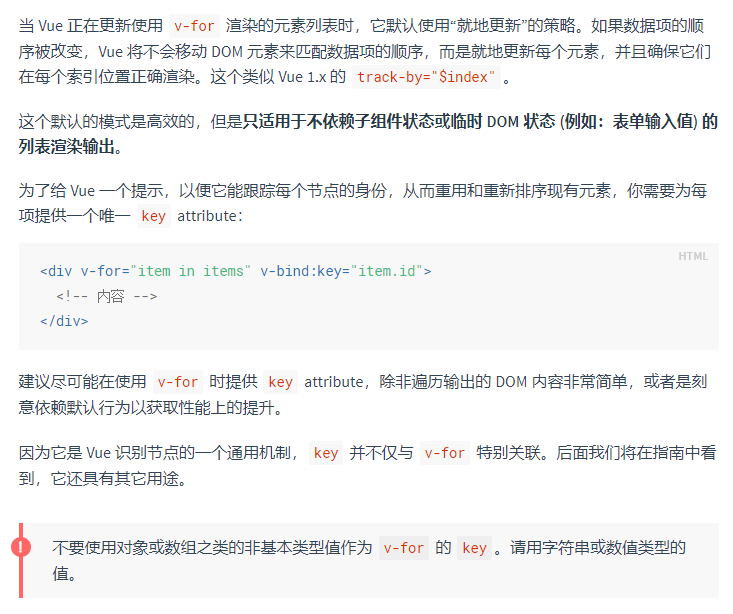 当 Vue 正在更新使用 v-for 渲染的元素列表时，它默认使用“就地更新”的策略。如果数据项的顺
序被改变，Vue 将不会移动 DOM 元素来匹配数据项的顺序，而是就地更新每个元素，并且确保它们
在每个索引位置正确渲染。这个类似 Vue 1.x 的 track-by="$index" 。
这个默认的模式是高效的，但是只适用于不依赖子组件状态或临时 DOM 状态 (例如：表单输入值) 的
列表渲染输出。
为了给 Vue 一个提示，以便它能跟踪每个节点的身份，从而重用和重新排序现有元素，你需要为每
项提供一个唯一 key attribute：
HTML
<div v-for="item in items" v-bind:key="item.id">
  <!-- 内容 -->
</div>
建议尽可能在使用 v-for 时提供 key attribute，除非遍历输出的 DOM 内容非常简单，或者是刻
意依赖默认行为以获取性能上的提升。
因为它是 Vue 识别节点的一个通用机制， key 并不仅与 v-for 特别关联。后面我们将在指南中看
到，它还具有其它用途。
! 不要使用对象或数组之类的非基本类型值作为 v-for 的 key 。请用字符串或数值类型的
值。